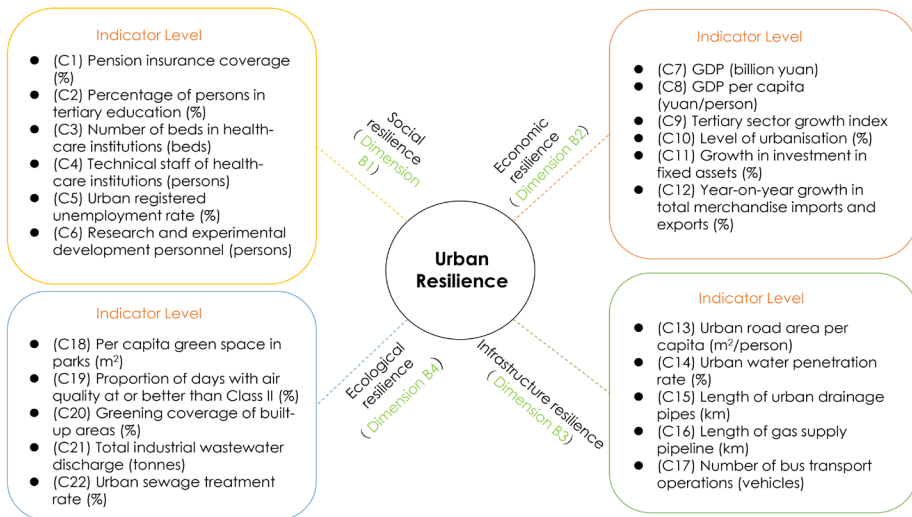 Indicator Level
● (C1) Pension insurance coverage
(%)
● (C2) Percentage of persons in
tertiary education (%)
● (C3) Number of beds in health-
care institutions (beds)
● (C4) Technical staff of health-
care institutions (persons)
● (C5) Urban registered
unemployment rate (%)
● (C6) Research and experimental
development personnel (persons)
Social
resilience
( Dimension
B1)
Economic
resilience
( Dimension B2)
Indicator Level
● (C7) GDP (billion yuan)
● (C8) GDP per capita
(yuan/person)
● (C9) Tertiary sector growth index
● (C10) Level of urbanisation (%)
● (C11) Growth in investment in
fixed assets (%)
● (C12) Year-on-year growth in
total merchandise imports and
exports (%)
Urban
Resilience
Indicator Level
● (C18) Per capita green space in
parks (m²)
● (C19) Proportion of days with air
quality at or better than Class II (%)
● (C20) Greening coverage of built-
up areas (%)
● (C21) Total industrial wastewater
discharge (tonnes)
● (C22) Urban sewage treatment
rate (%)
Ecological
resilience
( Dimension B4)
Infrastructure resilience
( Dimension B3)
Indicator Level
● (C13) Urban road area per
capita (m²/person)
● (C14) Urban water penetration
rate (%)
● (C15) Length of urban drainage
pipes (km)
● (C16) Length of gas supply
pipeline (km)
● (C17) Number of bus transport
operations (vehicles)